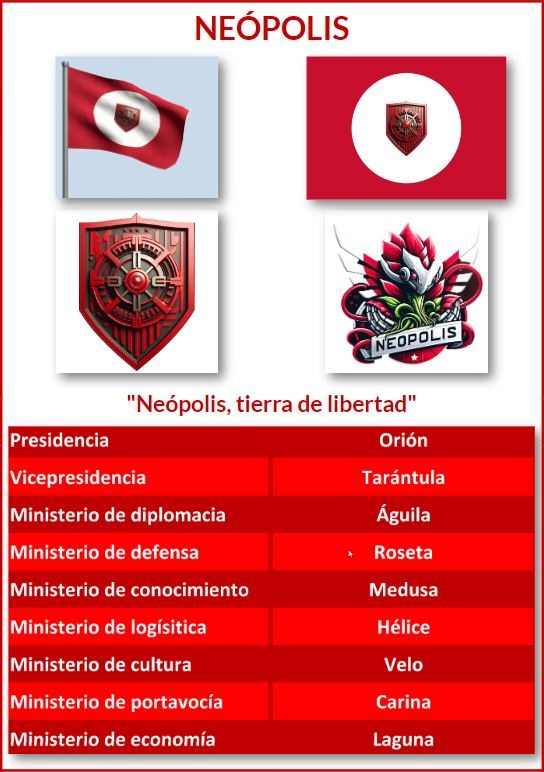 NEÓPOLIS
NEOPOLIS
"Neópolis, tierra de libertad"
Presidencia Orión
Vicepresidencia Tarántula
Ministerio de diplomacia Águila
Ministerio de defensa Roseta
Ministerio de conocimiento Medusa
Ministerio de logísitica Hélice
Ministerio de cultura Velo
Ministerio de portavocía Carina
Ministerio de economía Laguna